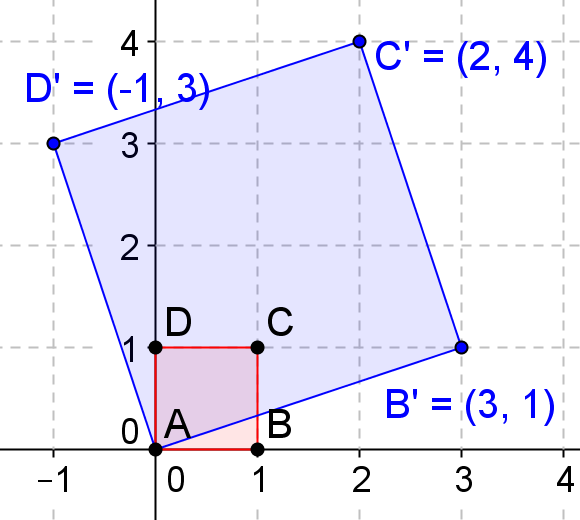 4
C' = (2, 4)
D' = (-1, 3)
3
2
D
C
1
0
A
B
B' = (3, 1)
−1
0
1
2
3
4